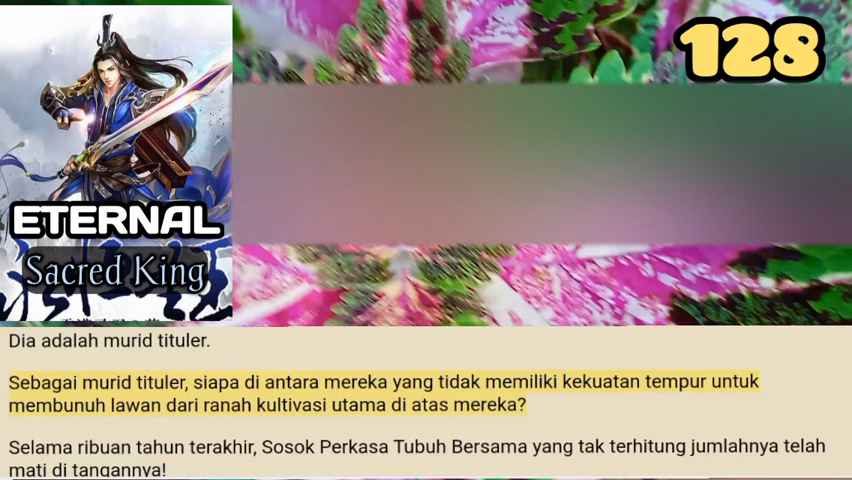 128
ETERNAL
Sacred King
Dia adalah murid tituler.
Sebagai murid tituler, siapa di antara mereka yang tidak memiliki kekuatan tempur untuk
membunuh lawan dari ranah kultivasi utama di atas mereka?
Selama ribuan tahun terakhir, Sosok Perkasa Tubuh Bersama yang tak terhitung jumlahnya telah
mati di tangannya!